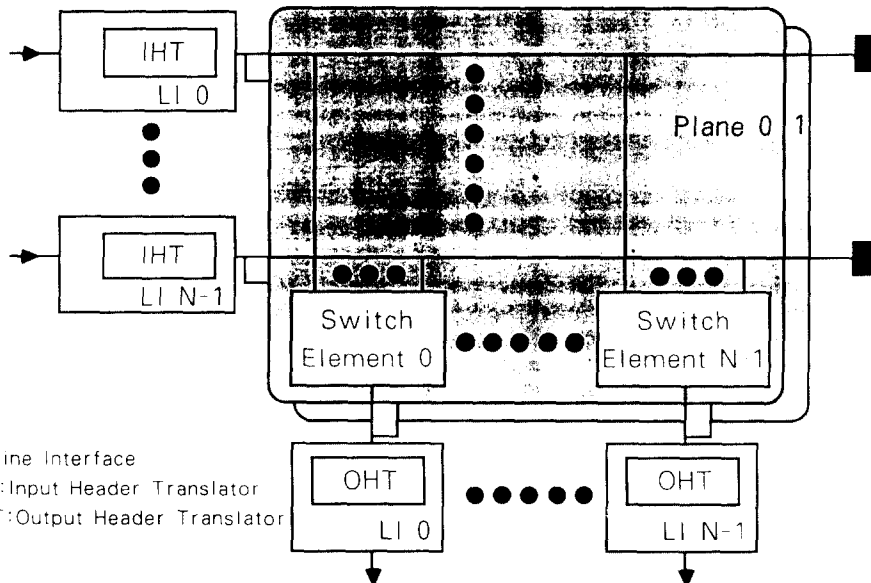 IHT
LI 0
Plane 0 1
IHT
LI N-1
Switch
Element 0
Switch
Element N-1
OHT
LI 0
OHT
LI N-1
ine Interface
:Input Header Translator
:Output Header Translator